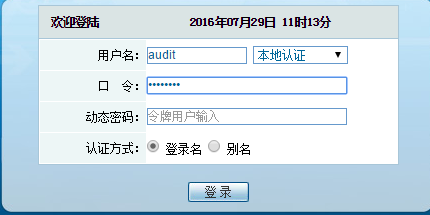 欢迎登陆 2016年07月29日 11时13分
用户名: audit 本地认证
口 令: ••••••••
动态密码: 令牌用户输入
认证方式: 登录名 别名
登 录